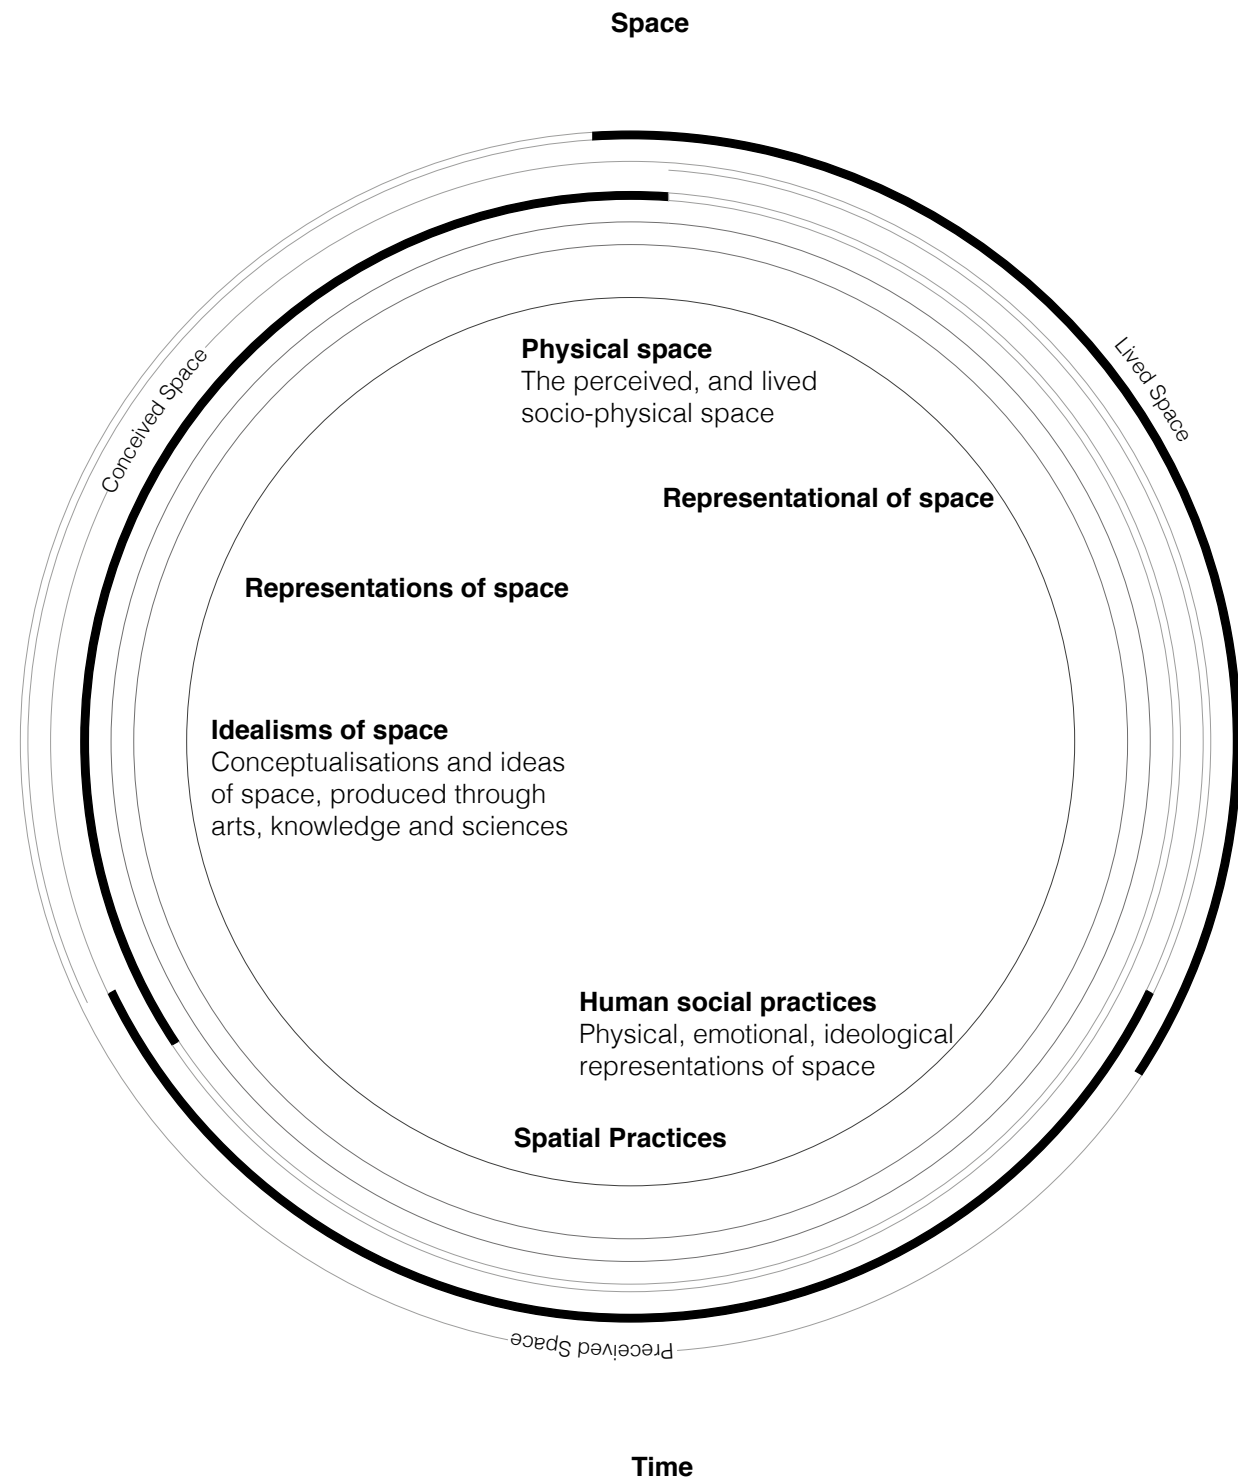 Space
Conceived Space
Lived Space
Physical space
The perceived, and lived
socio-physical space
Representational of space
Representations of space
Idealisms of space
Conceptualisations and ideas
of space, produced through
arts, knowledge and sciences
Human social practices
Physical, emotional, ideological
representations of space
Spatial Practices
Preceived Space
Time